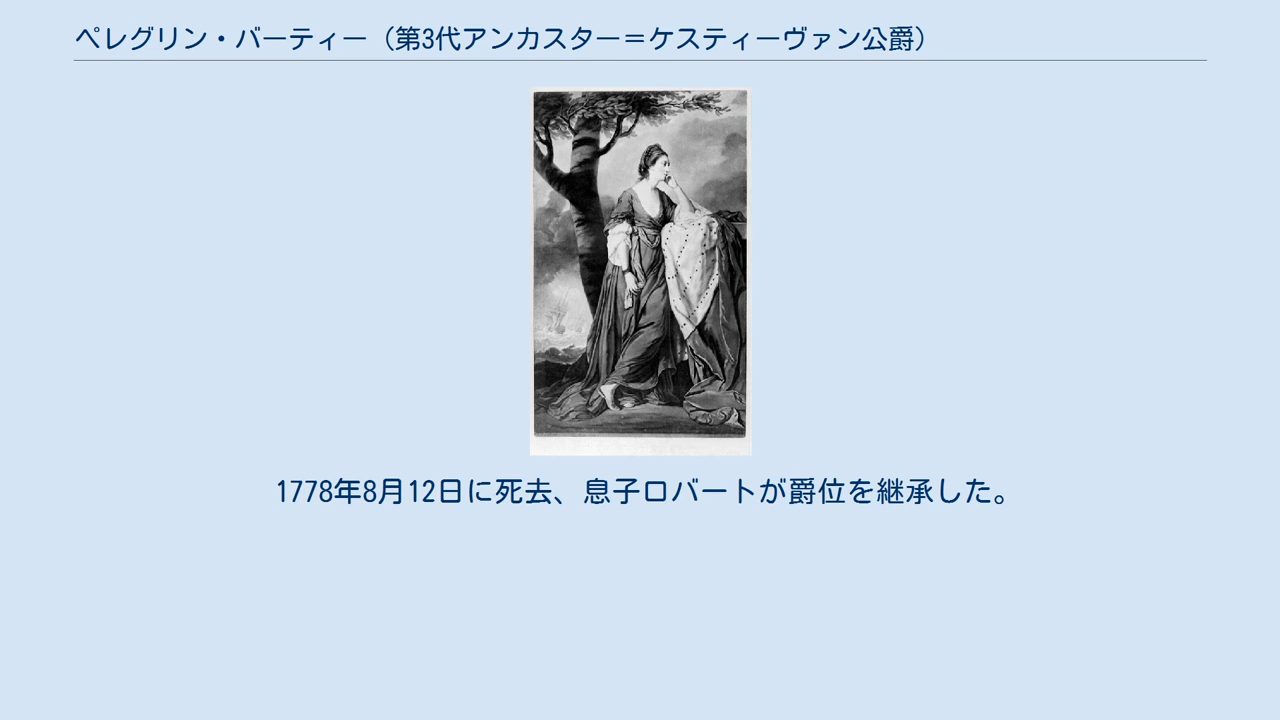 ペレグリン・バーティー（第3代アンカスター＝ケスティーヴァン公爵）
1778年8月12日に死去、息子ロバートが爵位を継承した。